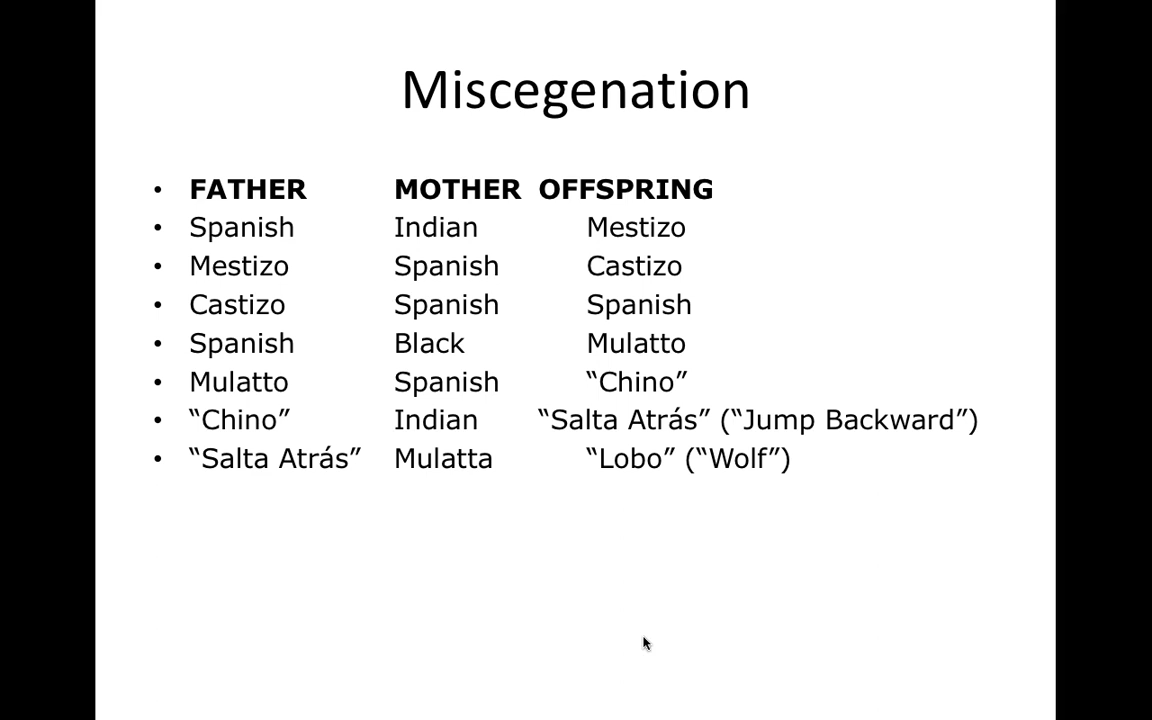 Miscegenation
• FATHER MOTHER OFFSPRING
• Spanish Indian Mestizo
• Mestizo Spanish Castizo
• Castizo Spanish Spanish
• Spanish Black Mulatto
• Mulatto Spanish “Chino”
• “Chino” Indian “Salta Atrás” (“Jump Backward”)
• “Salta Atrás” Mulatta “Lobo” (“Wolf”)